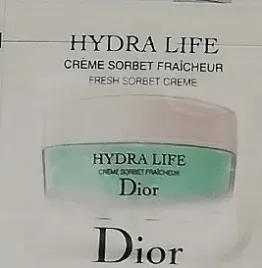 HYDRA LIFE
CRÈME SORBET FRAÎCHEUR
FRESH SORBET CREME
HYDRA LIFE
CRÈME SORBET FRAÎCHEUR
Dior
Dior